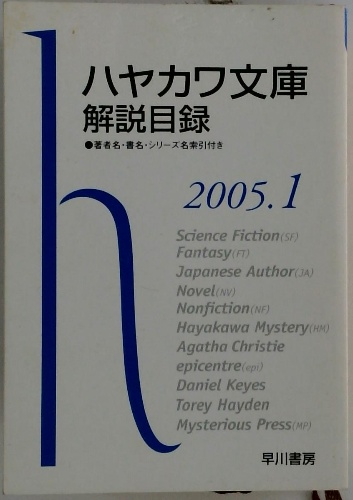 ハヤカワ文庫
解説目録
●著者名・書名・シリーズ名索引付き
2005.1
Science Fiction(SF)
Fantasy(FT)
Japanese Author(JA)
Novel(NV)
Nonfiction(NF)
Hayakawa Mystery(HM)
Agatha Christie
epicentre(epi)
Daniel Keyes
Torey Hayden
Mysterious Press(MP)
早川書房